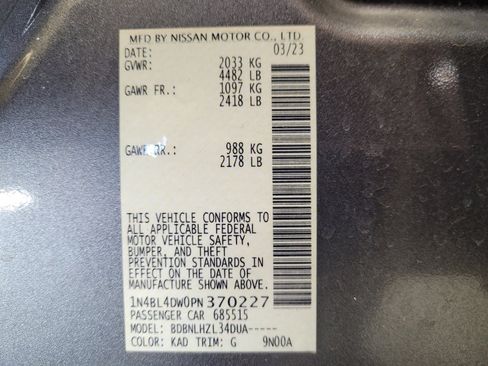 MFD BY NISSAN MOTOR CO., LTD
DATE: 03/23
GVWR: 2033 KG
4482 LB
GAWR FR.: 1097 KG
2418 LB
GAWR RR.: 988 KG
2178 LB
THIS VEHICLE CONFORMS TO
ALL APPLICABLE FEDERAL
MOTOR VEHICLE SAFETY,
BUMPER, AND THEFT
PREVENTION STANDARDS IN
EFFECT ON THE DATE OF
MANUFACTURE SHOWN ABOVE.
1N4BL4DW0PN370227
PASSENGER CAR 685515
MODEL: BDBNLHZL34DUA-----
COLOR: KAD TRIM: G 9N00A